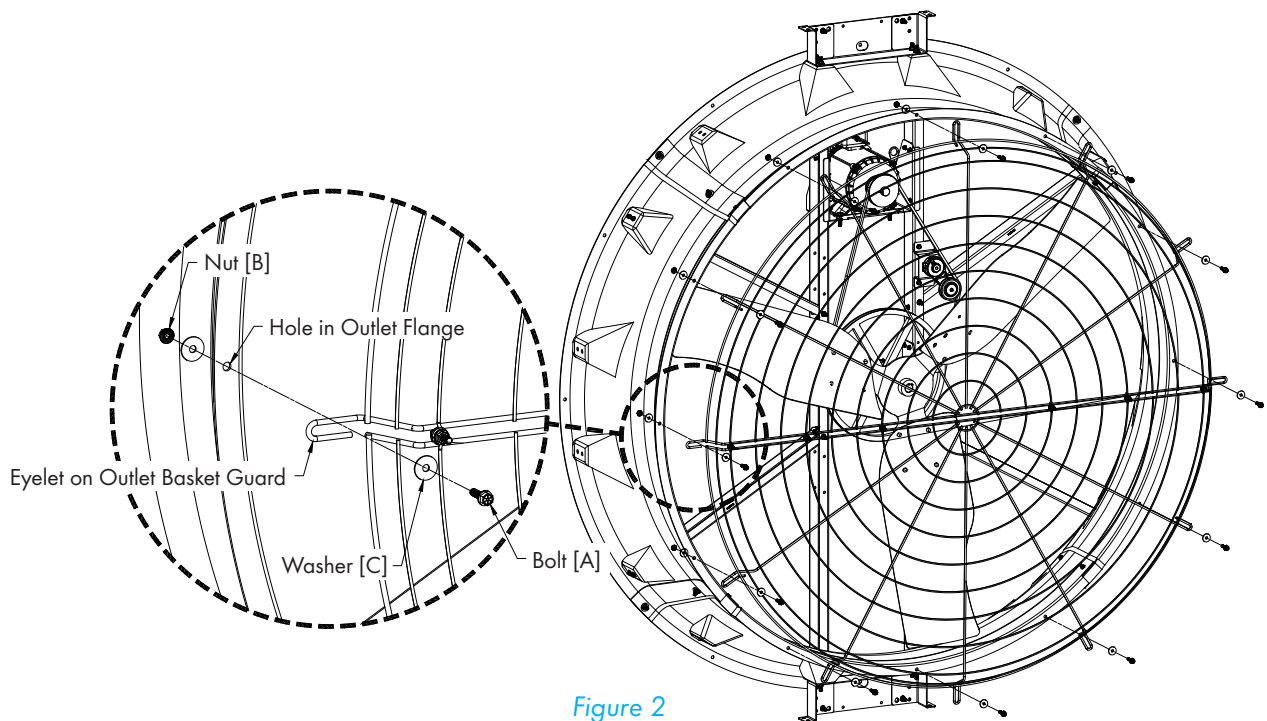 Nut [B]
Hole in Outlet Flange
Eyelet on Outlet Basket Guard
Washer [C]
Bolt [A]
Figure 2